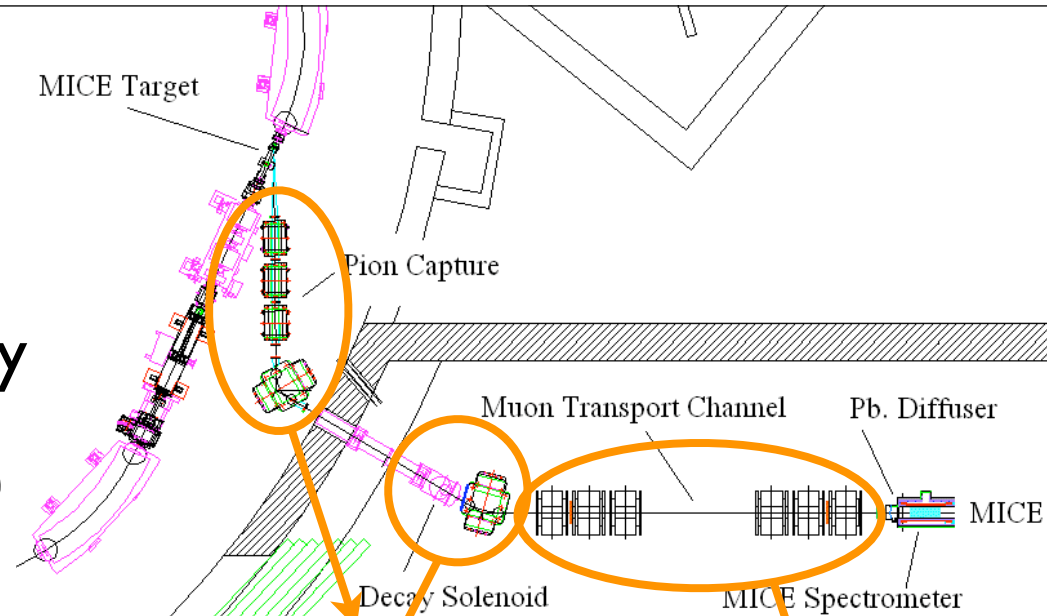 MICE Target
Pion Capture
y
Muon Transport Channel
Pb. Diffuser
)
MICE
Decay Solenoid
MICE Spectrometer